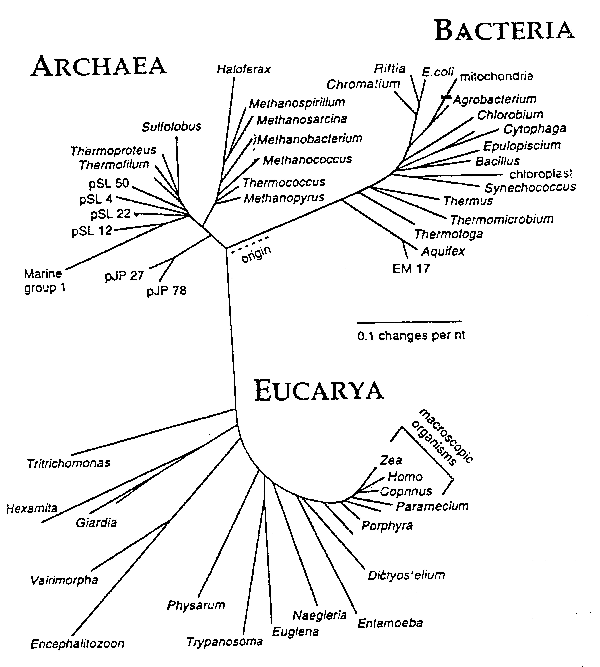 BACTERIA
ARCHAEA
Haloferax
Riftia
E.coli
mitochondria
Chromatium
Agrobacterium
Methanospirillum
Methanosarcina
Chlorobium
Sulfolobus
Cytophaga
Methanobacterium
Epulopiscium
Thermoproteus
Methanococcus
Bacillus
Thermofilum
chloroplast
pSL 50
Thermococcus
Synechococcus
pSL 4
Methanopyrus
Thermus
pSL 22
Thermomicrobium
pSL 12
Thermotoga
origin
Aquifex
Marine
group 1
pJP 27
EM 17
pJP 78
0.1 changes per nt
EUCARYA
macroscopic
organisms
Zea
Homo
Coprinus
Paramecium
Porphyra
Tritrichomonas
Hexamita
Giardia
Dictyostelium
Vairimorpha
Physarum
Naegleria
Entamoeba
Euglena
Trypanosoma
Encephalitozoon